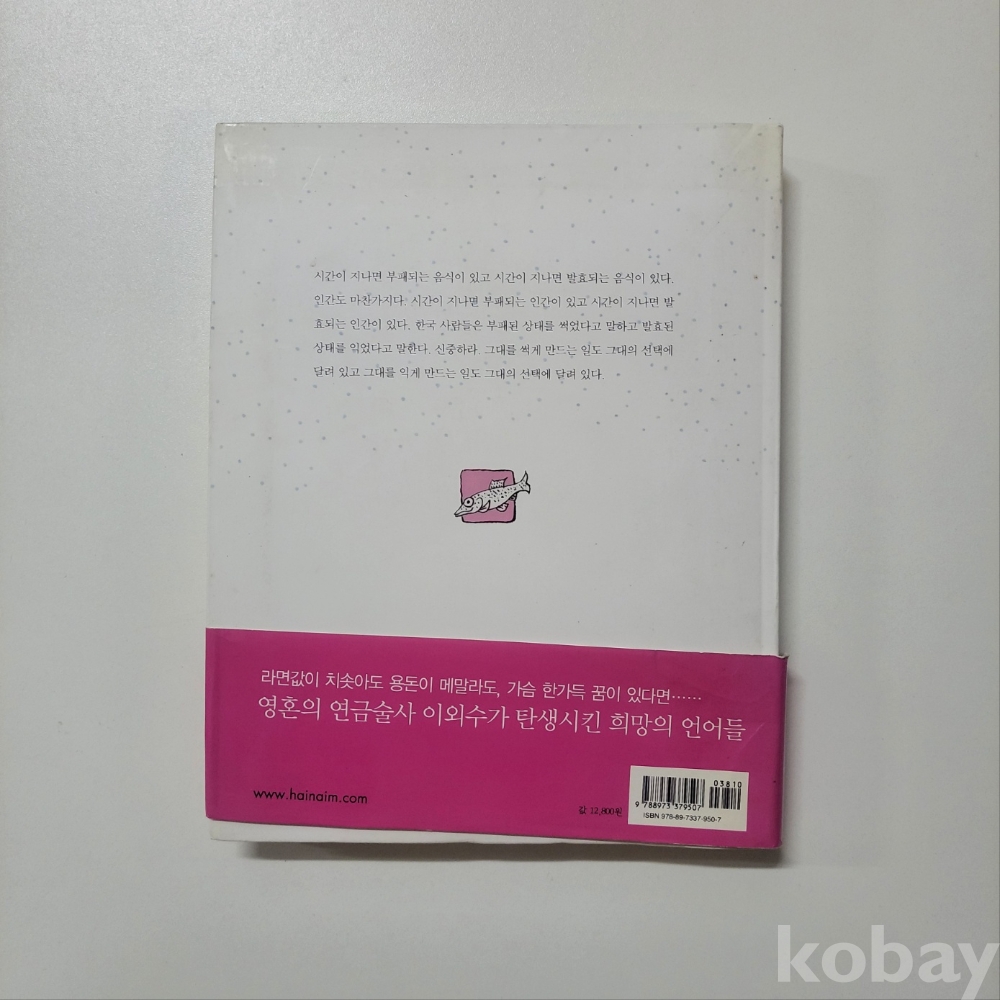 시간이 지나면 부패되는 음식이 있고 시간이 지나면 발효되는 음식이 있다.
인간도 마찬가지다. 시간이 지나면 부패되는 인간이 있고 시간이 지나면 발
효되는 인간이 있다. 한국 사람들은 부패된 상태를 썩었다고 말하고 발효된
상태를 익었다고 말한다. 신중하라. 그대를 썩게 만드는 일도 그대의 선택에
달려 있고 그대를 익게 만드는 일도 그대의 선택에 달려 있다.
라면값이 치솟아도 용돈이 메말라도, 가슴 한가득 꿈이 있다면……
영혼의 연금술사 이외수가 탄생시킨 희망의 언어들
www.hainaim.com
값 12,800원
03810
9 788973 379507
ISBN 978-89-7337-950-7
kobay